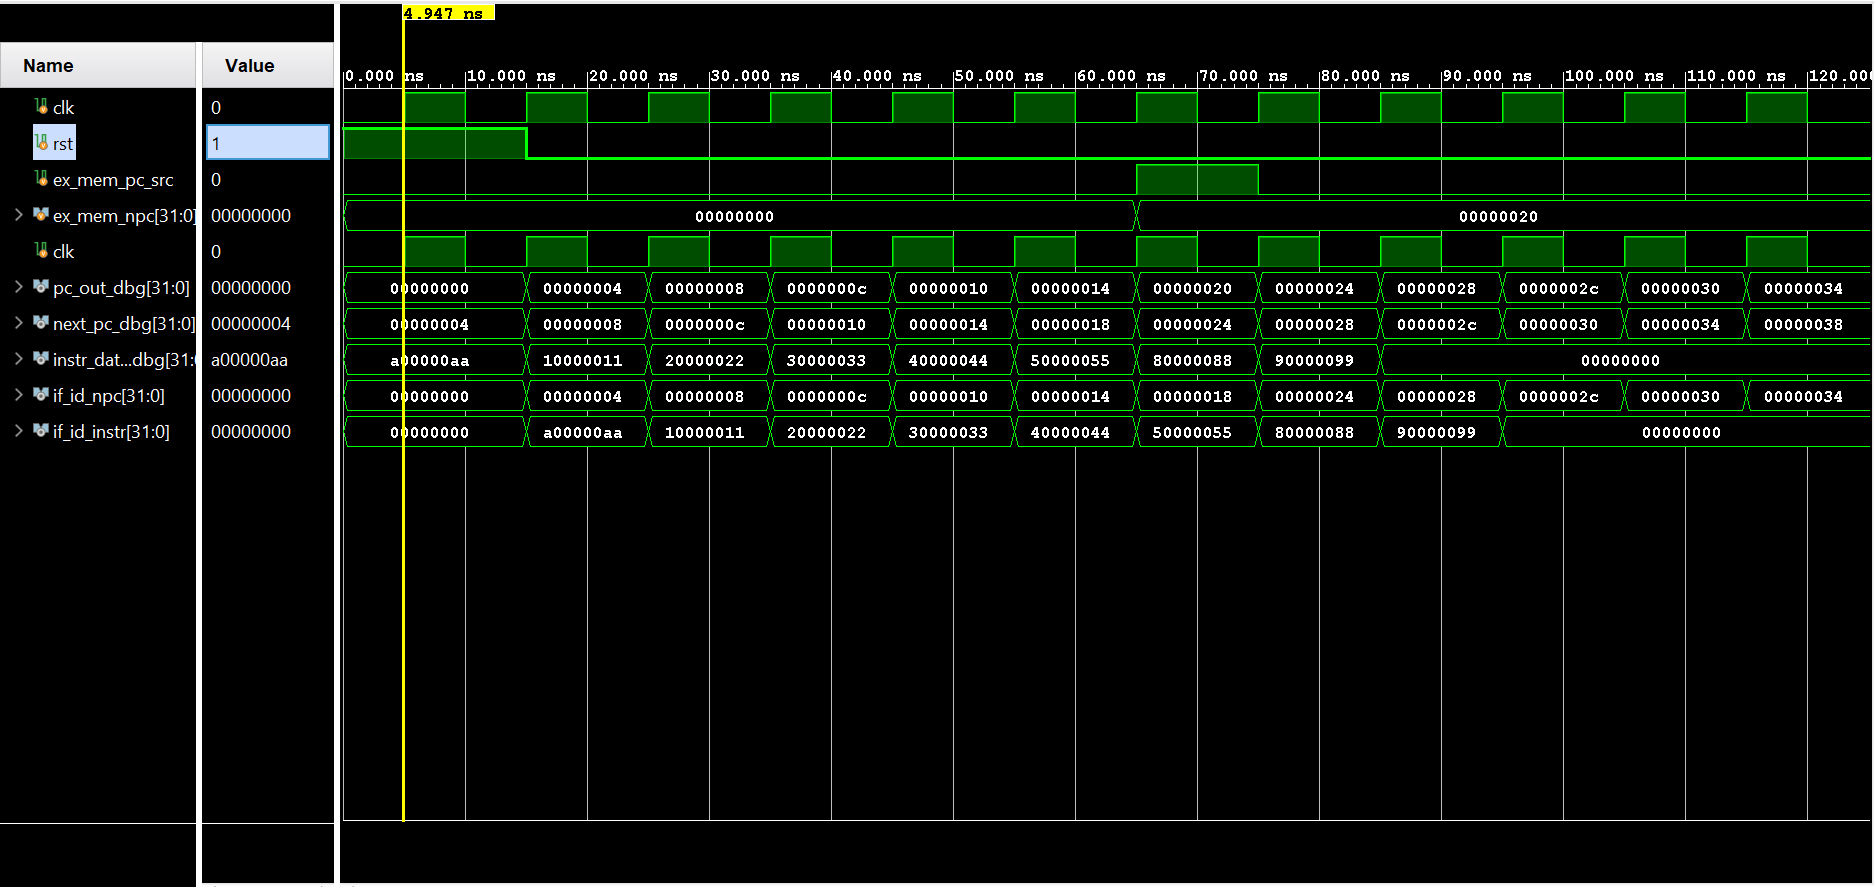 4.947 ns
Name Value
0.000 ns 10.000 ns 20.000 ns 30.000 ns 40.000 ns 50.000 ns 60.000 ns 70.000 ns 80.000 ns 90.000 ns 100.000 ns 110.000 ns 120.00
clk 0
rst 1
ex_mem_pc_src 0
ex_mem_npc[31:0] 00000000 00000000 00000020
clk 0
pc_out_dbg[31:0] 00000000 00000000 00000004 00000008 0000000c 00000010 00000014 00000020 00000024 00000028 0000002c 00000030 00000034
next_pc_dbg[31:0] 00000004 00000004 00000008 0000000c 00000010 00000014 00000018 00000024 00000028 0000002c 00000030 00000034 00000038
instr_dat...dbg[31: a00000aa a00000aa 10000011 20000022 30000033 40000044 50000055 80000088 90000099 00000000
if_id_npc[31:0] 00000000 00000000 00000004 00000008 0000000c 00000010 00000014 00000018 00000024 00000028 0000002c 00000030 00000034
if_id_instr[31:0] 00000000 00000000 a00000aa 10000011 20000022 30000033 40000044 50000055 80000088 90000099 00000000